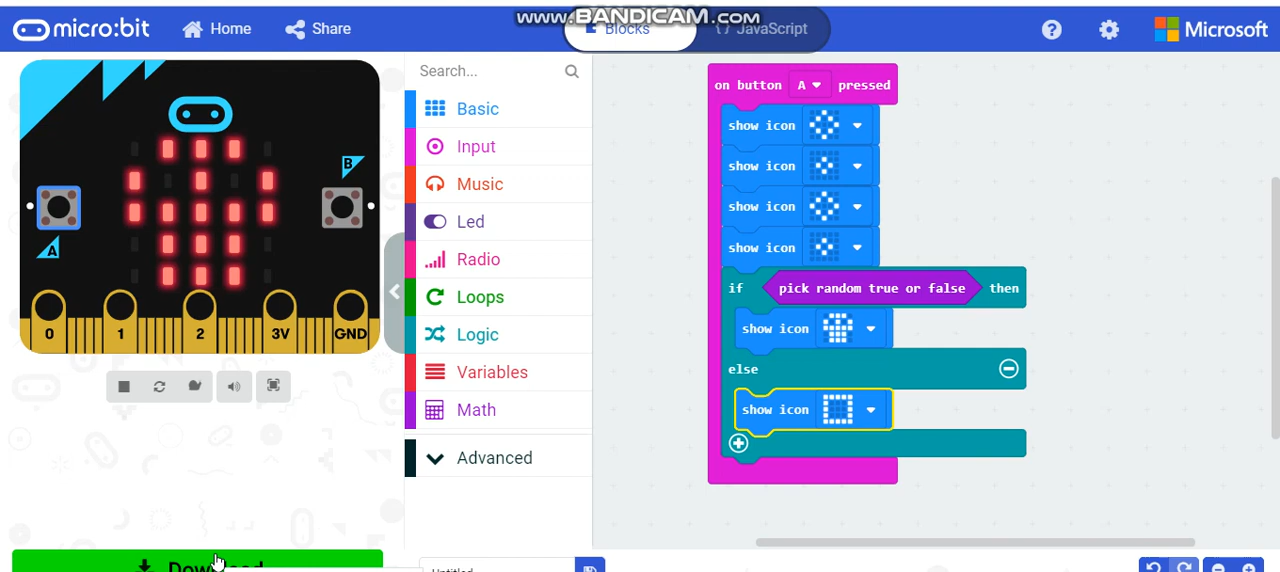 www.BANDICAM.com
micro:bit
Home
Share
Blocks
{} JavaScript
?
Microsoft
Search...
Basic
Input
Music
Led
Radio
Loops
Logic
Variables
Math
Advanced
A
B
0
1
2
3V
GND
on button A pressed
show icon
show icon
show icon
show icon
if pick random true or false then
show icon
else
show icon
Download
Untitled